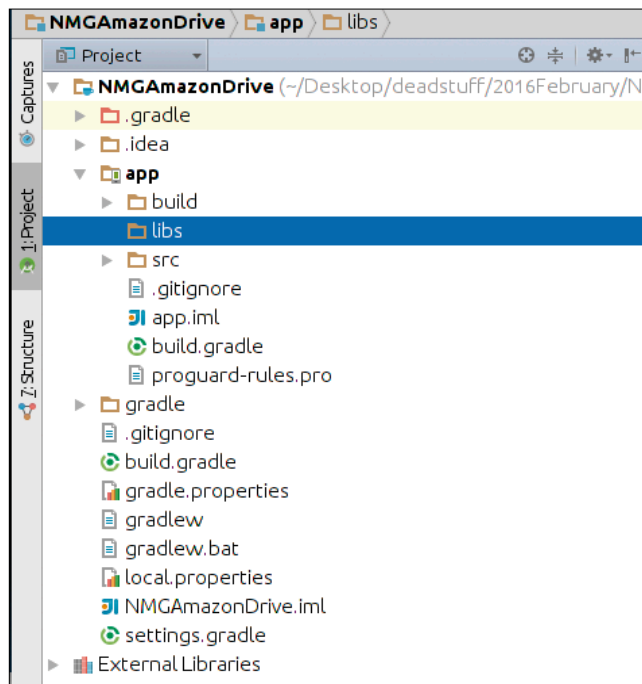 NMGAmazonDrive app libs
Project
NMGAmazonDrive (~/Desktop/deadstuff/2016February/N
.gradle
.idea
app
build
libs
src
.gitignore
app.iml
build.gradle
proguard-rules.pro
gradle
.gitignore
build.gradle
gradle.properties
gradlew
gradlew.bat
local.properties
NMGAmazonDrive.iml
settings.gradle
External Libraries
Captures
1: Project
7: Structure